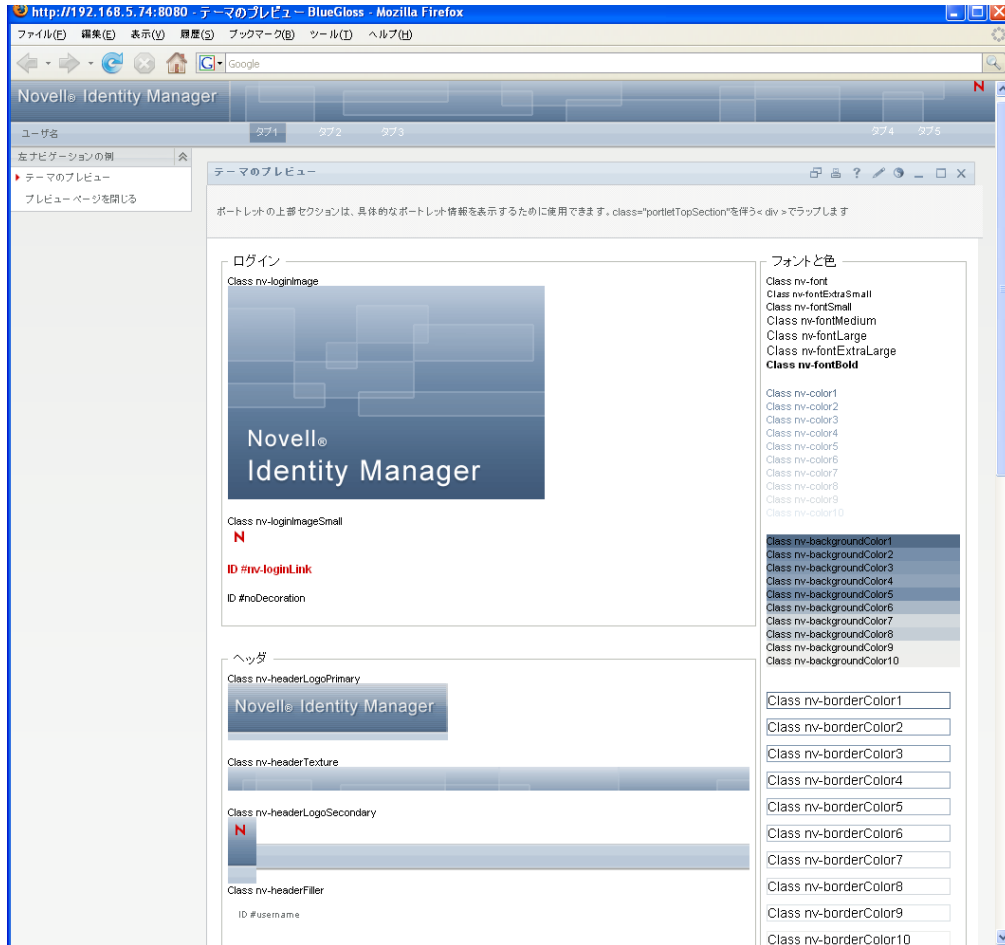 http://192.168.5.74:8080 - テーマのプレビュー BlueGloss - Mozilla Firefox
ファイル(F) 編集(E) 表示(V) 履歴(S) ブックマーク(B) ツール(T) ヘルプ(H)
G Google
Novell® Identity Manager
N
ユーザ名 タブ1 タブ2 タブ3 タブ4 タブ5
左ナビゲーションの例
テーマのプレビュー
プレビュー ページを閉じる
テーマのプレビュー
ポートレットの上部セクションは、具体的なポートレット情報を表示するために使用できます。class="portletTopSection"を伴う< div >でラップします
ログイン
Class nv-loginImage
Novell®
Identity Manager
Class nv-loginImageSmall
N
ID #nv-loginLink
ID #noDecoration
ヘッダ
Class nv-headerLogoPrimary
Novell® Identity Manager
Class nv-headerTexture
Class nv-headerLogoSecondary
N
Class nv-headerFiller
ID #username
フォントと色
Class nv-font
Class nv-fontExtraSmall
Class nv-fontSmall
Class nv-fontMedium
Class nv-fontLarge
Class nv-fontExtraLarge
Class nv-fontBold
Class nv-color1
Class nv-color2
Class nv-color3
Class nv-color4
Class nv-color5
Class nv-color6
Class nv-color7
Class nv-color8
Class nv-color9
Class nv-color10
Class nv-backgroundColor1
Class nv-backgroundColor2
Class nv-backgroundColor3
Class nv-backgroundColor4
Class nv-backgroundColor5
Class nv-backgroundColor6
Class nv-backgroundColor7
Class nv-backgroundColor8
Class nv-backgroundColor9
Class nv-backgroundColor10
Class nv-borderColor1
Class nv-borderColor2
Class nv-borderColor3
Class nv-borderColor4
Class nv-borderColor5
Class nv-borderColor6
Class nv-borderColor7
Class nv-borderColor8
Class nv-borderColor9
Class nv-borderColor10